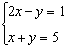 2x − y = 1
x + y = 5